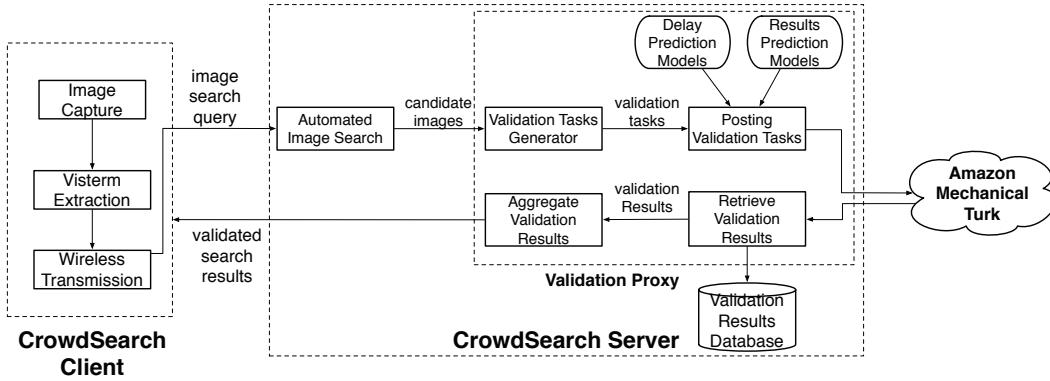 Image
Capture
Visterm
Extraction
Wireless
Transmission
CrowdSearch
Client
image
search
query
validated
search
results
Automated
Image Search
candidate
images
Validation Tasks
Generator
validation
tasks
Delay
Prediction
Models
Results
Prediction
Models
Posting
Validation Tasks
Aggregate
Validation
Results
validation
Results
Retrieve
Validation
Results
Validation Proxy
Validation
Results
Database
CrowdSearch Server
Amazon
Mechanical
Turk